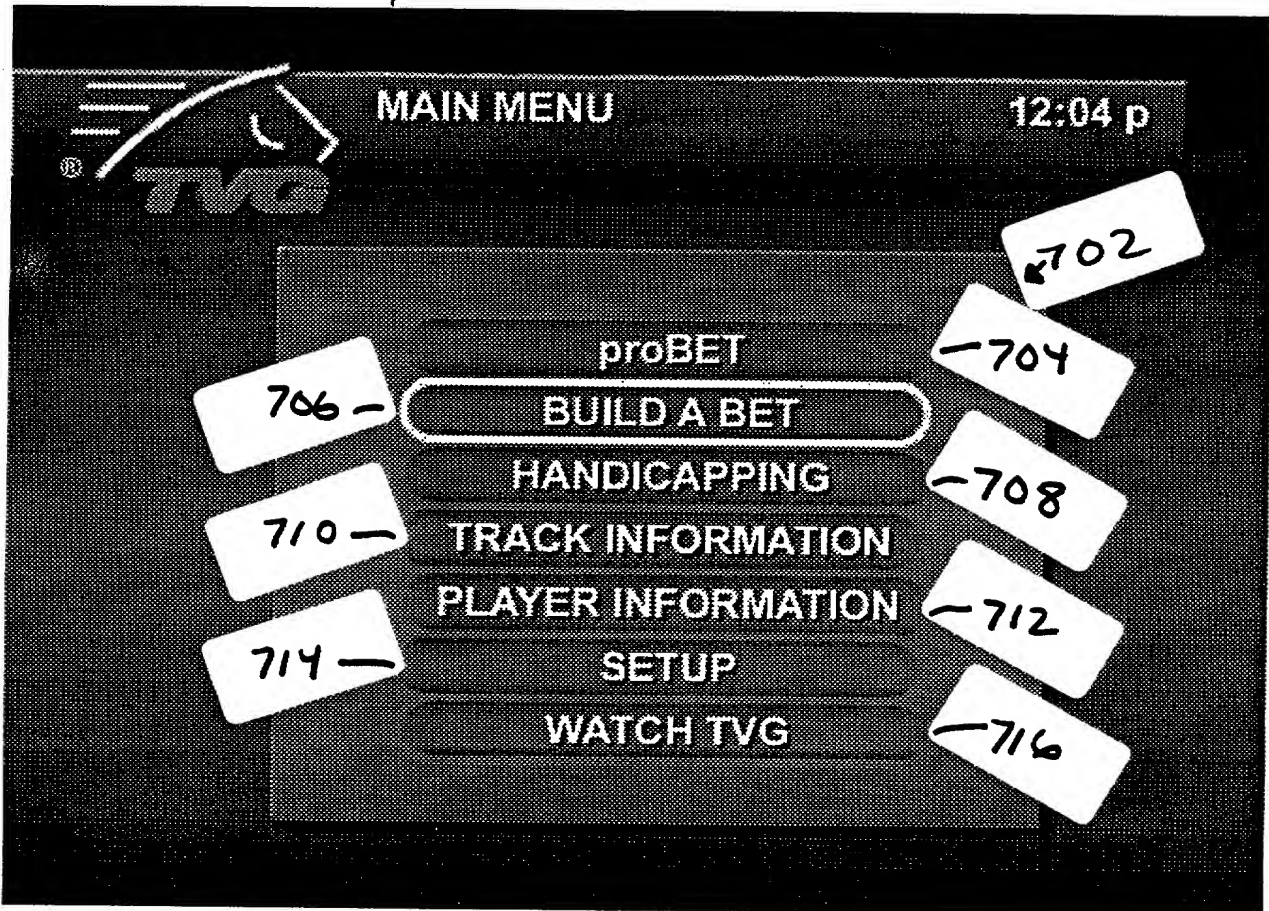 MAIN MENU
12:04 p
®
TVG
702
proBET
704
706
BUILD A BET
HANDICAPPING
708
710
TRACK INFORMATION
PLAYER INFORMATION
712
714
SETUP
WATCH TVG
716